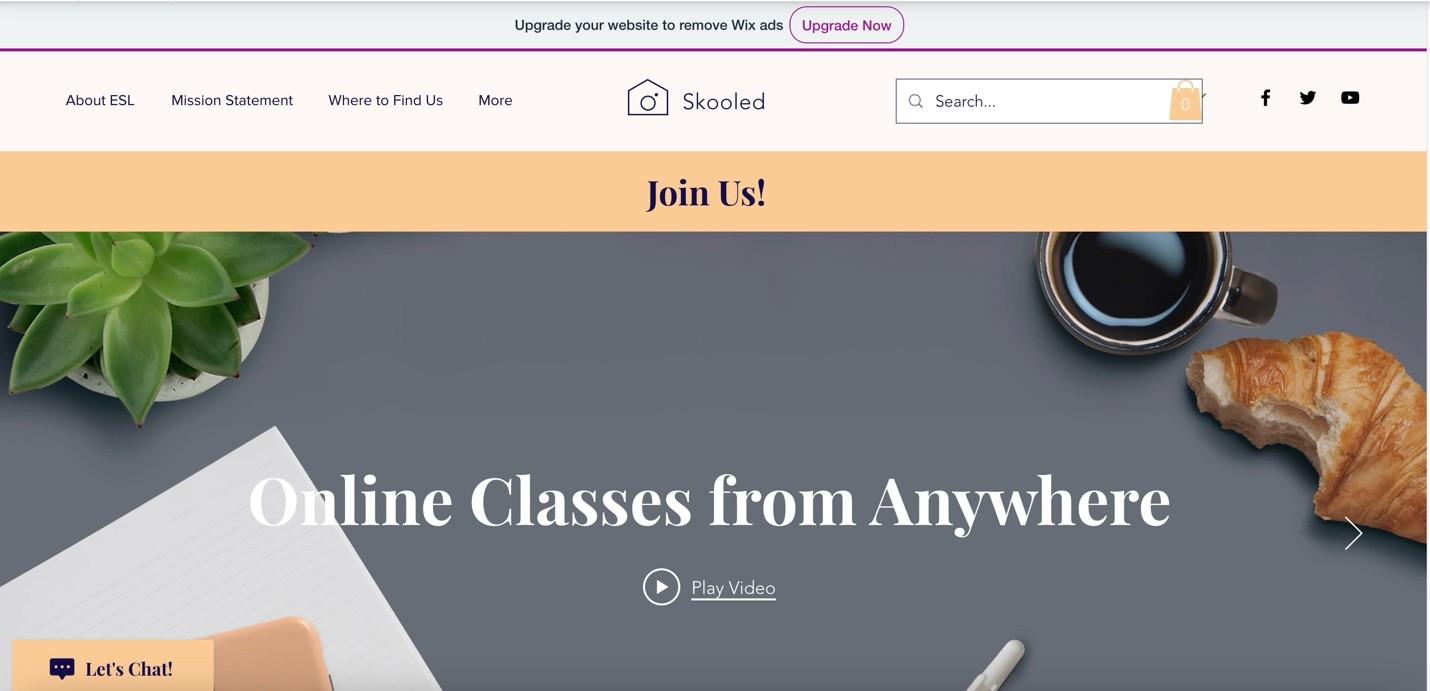 Upgrade your website to remove Wix ads Upgrade Now
About ESL Mission Statement Where to Find Us More Skooled Search... 0
Join Us!
Online Classes from Anywhere
Play Video
Let's Chat!